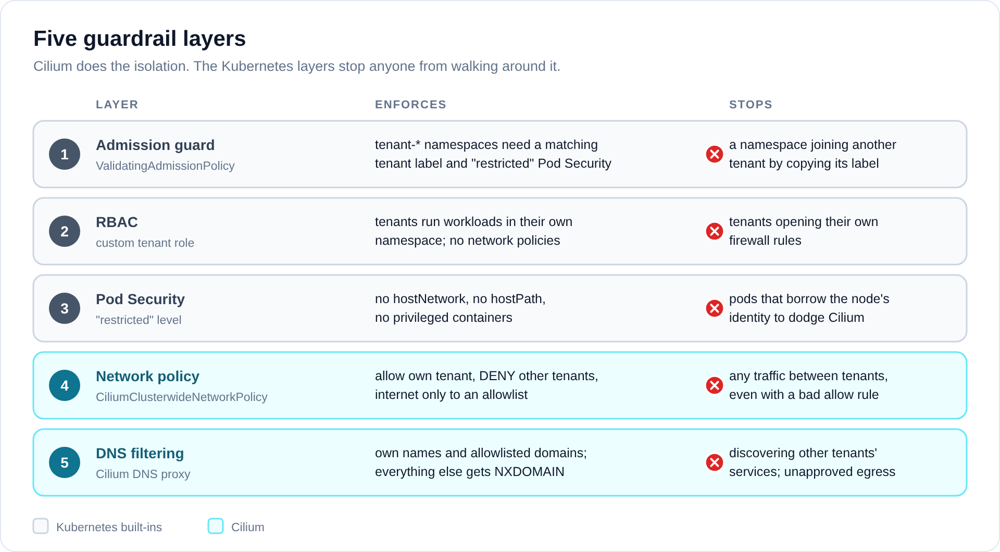 Five guardrail layers
Cilium does the isolation. The Kubernetes layers stop anyone from walking around it.
LAYER
ENFORCES
STOPS
1
Admission guard
ValidatingAdmissionPolicy
tenant-* namespaces need a matching
tenant label and "restricted" Pod Security
a namespace joining another
tenant by copying its label
2
RBAC
custom tenant role
tenants run workloads in their own
namespace; no network policies
tenants opening their own
firewall rules
3
Pod Security
"restricted" level
no hostNetwork, no hostPath,
no privileged containers
pods that borrow the node's
identity to dodge Cilium
4
Network policy
CiliumClusterwideNetworkPolicy
allow own tenant, DENY other tenants,
internet only to an allowlist
any traffic between tenants,
even with a bad allow rule
5
DNS filtering
Cilium DNS proxy
own names and allowlisted domains;
everything else gets NXDOMAIN
discovering other tenants'
services; unapproved egress
Kubernetes built-ins
Cilium